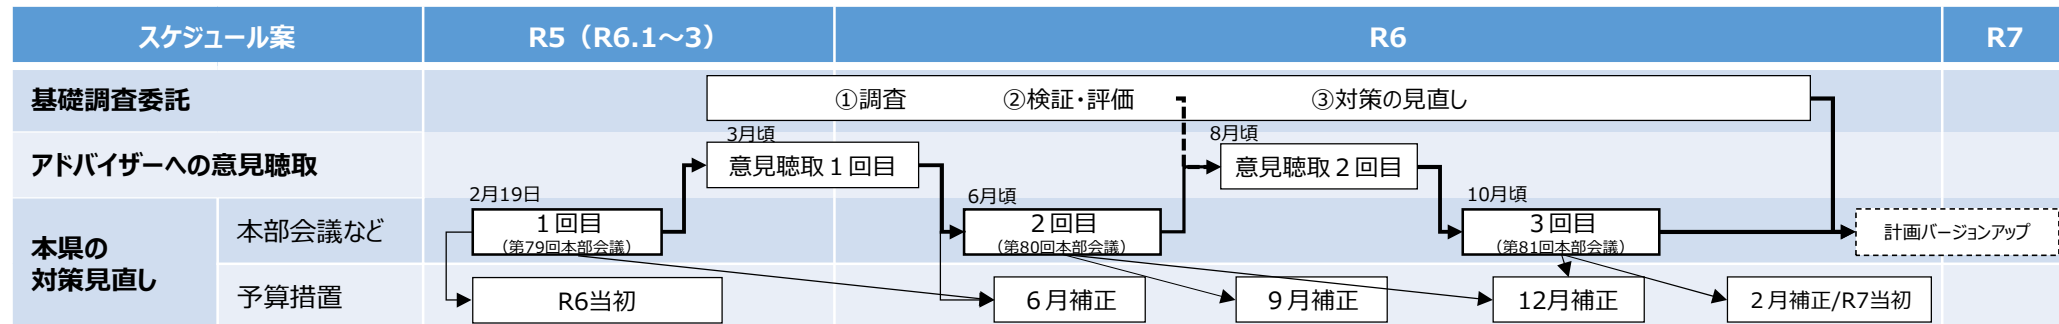 スケジュール案
R5（R6.1～3）
R6
R7
基礎調査委託
①調査
②検証・評価
③対策の見直し
アドバイザーへの意見聴取
3月頃
意見聴取１回目
8月頃
意見聴取２回目
本県の
対策見直し
本部会議など
2月19日
１回目
（第79回本部会議）
6月頃
２回目
（第80回本部会議）
10月頃
３回目
（第81回本部会議）
計画バージョンアップ
予算措置
R6当初
６月補正
９月補正
12月補正
２月補正/R7当初